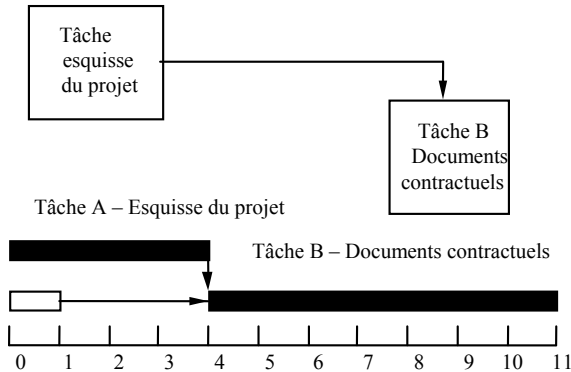 Tâche
esquisse
du projet
Tâche B
Documents
contractuels
Tâche A – Esquisse du projet
Tâche B – Documents contractuels
0 1 2 3 4 5 6 7 8 9 10 11